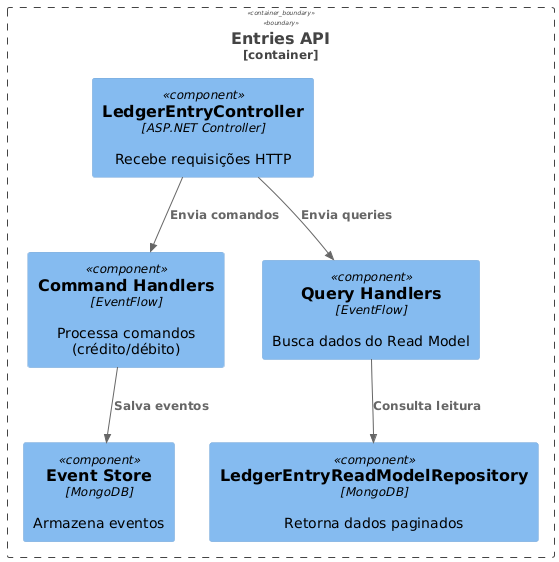 «container_boundary»
«boundary»
Entries API
[container]
«component»
LedgerEntryController
[ASP.NET Controller]
Recebe requisições HTTP
Envia comandos
Envia queries
«component»
Command Handlers
[EventFlow]
Processa comandos
(crédito/débito)
«component»
Query Handlers
[EventFlow]
Busca dados do Read Model
Salva eventos
Consulta leitura
«component»
Event Store
[MongoDB]
Armazena eventos
«component»
LedgerEntryReadModelRepository
[MongoDB]
Retorna dados paginados